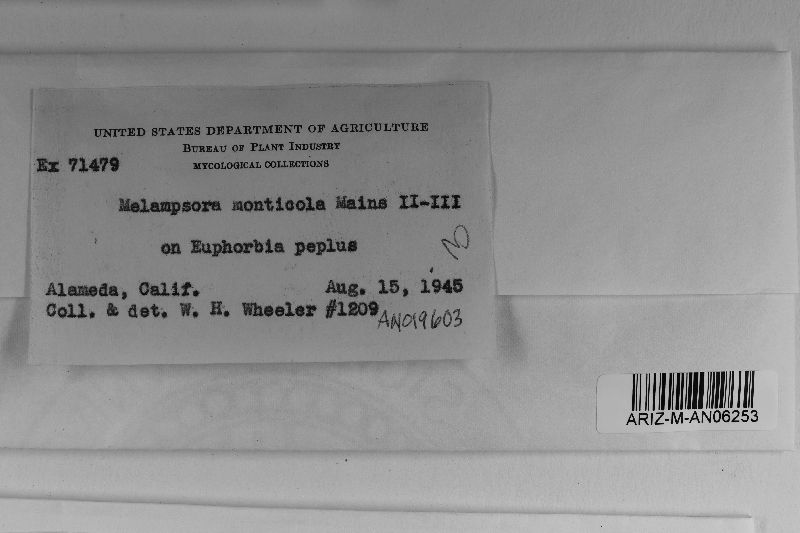 UNITED STATES DEPARTMENT OF AGRICULTURE
BUREAU OF PLANT INDUSTRY
Ex 71479
MYCOLOGICAL COLLECTIONS
Melampsora monticola Mains II-III
on Euphorbia peplus
Alameda, Calif. Aug. 15, 1945
Coll. & det. W. H. Wheeler #1209
AN019603
ARIZ-M-AN06253